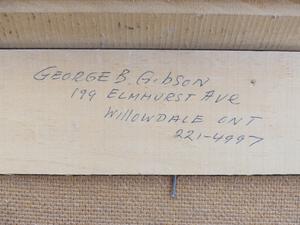 GEORGE B. GIBSON
199 ELMHURST AVE
WILLOWDALE ONT
221-4997